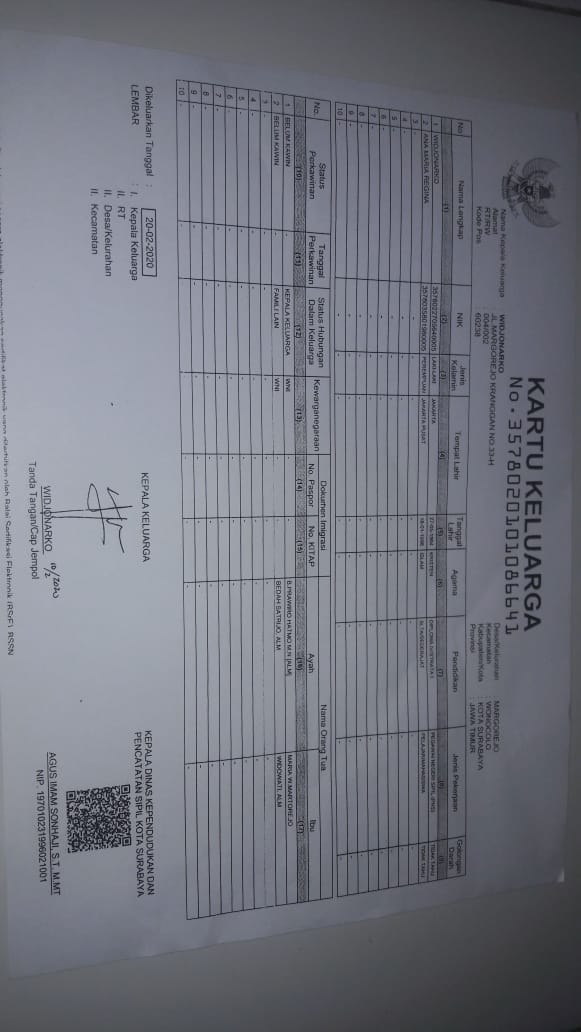 KARTU KELUARGA
No.3578020101086641
Nama Kepala Keluarga WIDJONARKO
Alamat : JL.MARGOREJO KRANGGAN NO.33-H
RT/RW : 004/002
Kode Pos : 60238
Desa/Kelurahan : MARGOREJO
Kecamatan : WONOCOLO
Kabupaten/Kota : KOTA SURABAYA
Provinsi : JAWA TIMUR
No Nama Lengkap NIK Jenis Kelamin Tempat Lahir Tanggal Lahir Agama Pendidikan Jenis Pekerjaan Golongan Darah
(1) (2) (3) (4) (5) (6) (7) (8) (9)
1 WIDJONARKO 3578022705640005 LAKI-LAKI JAKARTA 27-05-1964 KRISTEN DIPLOMA IV/STRATA I PEGAWAI NEGERI SIPIL (PNS) TIDAK TAHU
2 ANA MARIA REGINA 3578035801980005 PEREMPUAN JAKARTA PUSAT ISLAM SLTA/SEDERAJAT PELAJAR/MAHASISWA TIDAK TAHU
3 - - - - - - - - -
4 - - - - - - - - -
5 - - - - - - - - -
6 - - - - - - - - -
7 - - - - - - - - -
8 - - - - - - - - -
9 - - - - - - - - -
10 - - - - - - - - -
No. Status Perkawinan Tanggal Perkawinan Status Hubungan Dalam Keluarga Kewarganegaraan Dokumen Imigrasi Nama Orang Tua
No. Paspor No. KITAP Ayah Ibu
(10) (11) (12) (13) (14) (15) (16) (17)
1 BELUM KAWIN - KEPALA KELUARGA WNI - - B.PRAWIRO HATMO M.N [ALM] MARIA W.MARTOREJO
2 BELUM KAWIN - FAMILI LAIN WNI - - BEDAH SATRIJO, ALM WIDOWATI, ALM
3 - - - - - - - -
4 - - - - - - - -
5 - - - - - - - -
6 - - - - - - - -
7 - - - - - - - -
8 - - - - - - - -
9 - - - - - - - -
10 - - - - - - - -
Dikeluarkan Tanggal : 20-02-2020
LEMBAR : I. Kepala Keluarga
II. RT
II. Desa/Kelurahan
II. Kecamatan
KEPALA KELUARGA
WIDJONARKO 10/2 2020
Tanda Tangan/Cap Jempol
KEPALA DINAS KEPENDUDUKAN DAN
PENCATATAN SIPIL KOTA SURABAYA
AGUS IMAM SONHAJI, S.T. M.MT
NIP. 197010231996021001
elektronik menggunakan sertifikat elektronik yang diterbitkan oleh Balai Sertifikasi Elektronik (BSrE), BSSN